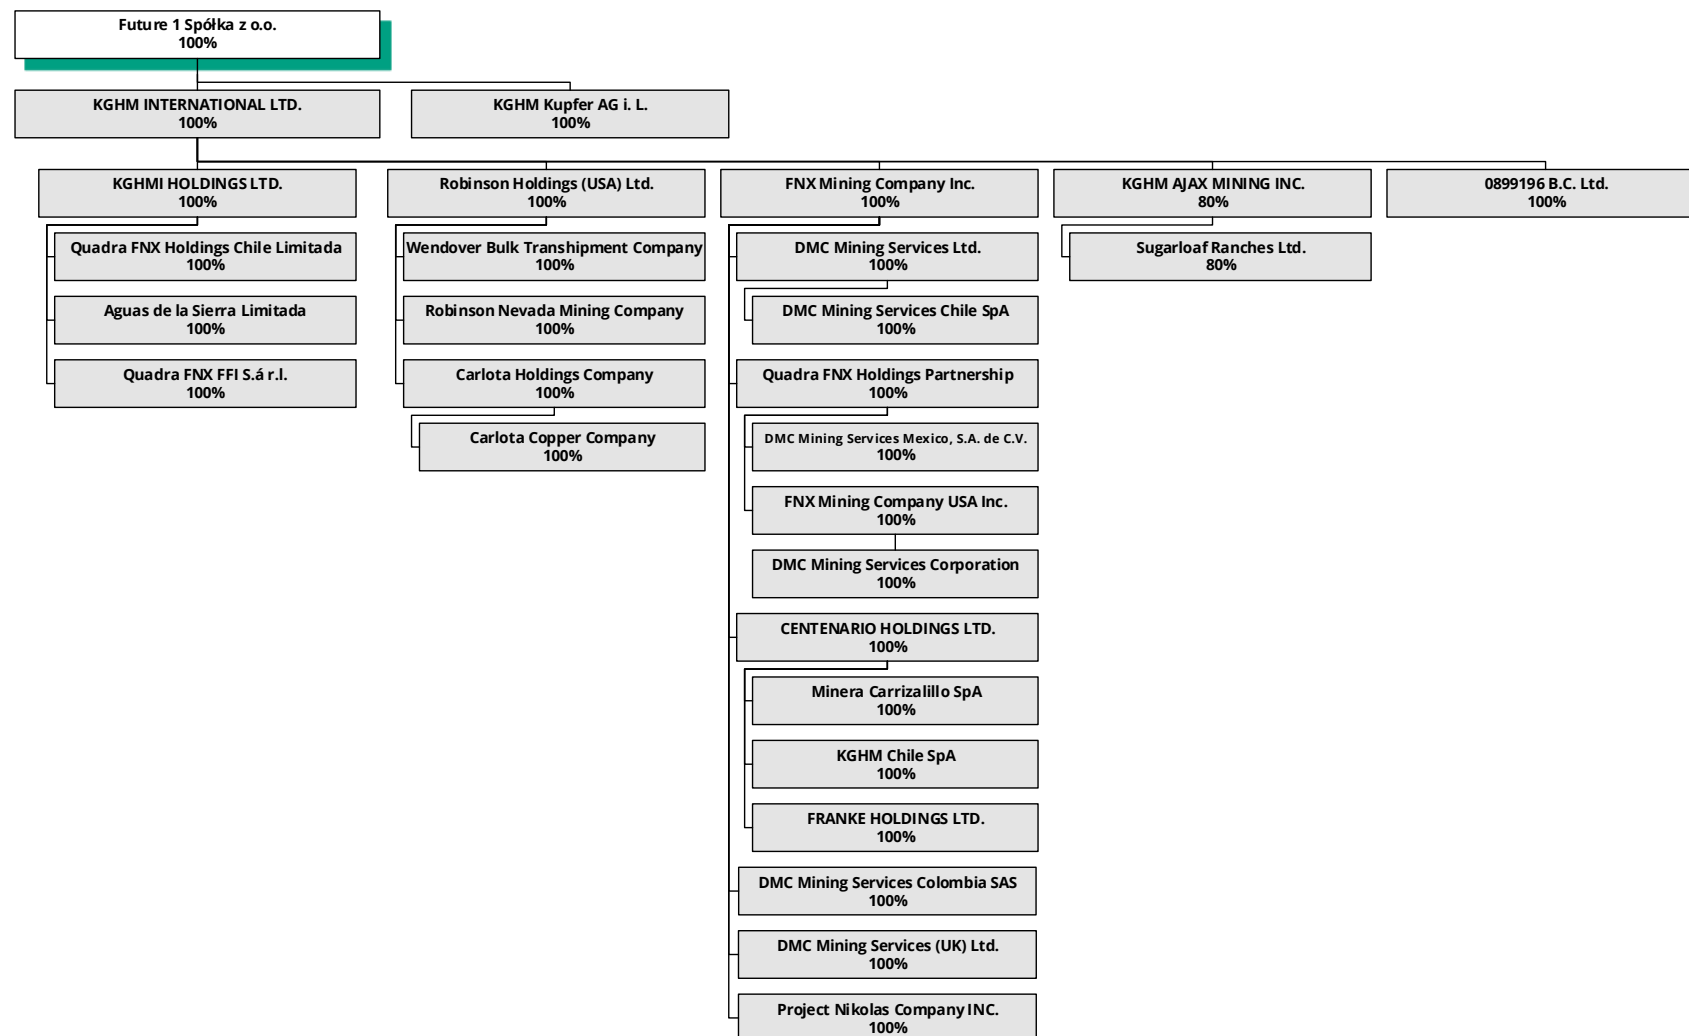 Future 1 Spółka z o.o.
100%
KGHM INTERNATIONAL LTD.
100%
KGHM Kupfer AG i. L.
100%
KGHMI HOLDINGS LTD.
100%
Robinson Holdings (USA) Ltd.
100%
FNX Mining Company Inc.
100%
KGHM AJAX MINING INC.
80%
0899196 B.C. Ltd.
100%
Quadra FNX Holdings Chile Limitada
100%
Aguas de la Sierra Limitada
100%
Quadra FNX FFI S.á r.l.
100%
Wendover Bulk Transhipment Company
100%
Robinson Nevada Mining Company
100%
Carlota Holdings Company
100%
Carlota Copper Company
100%
DMC Mining Services Ltd.
100%
DMC Mining Services Chile SpA
100%
Quadra FNX Holdings Partnership
100%
DMC Mining Services Mexico, S.A. de C.V.
100%
FNX Mining Company USA Inc.
100%
DMC Mining Services Corporation
100%
CENTENARIO HOLDINGS LTD.
100%
Minera Carrizalillo SpA
100%
KGHM Chile SpA
100%
FRANKE HOLDINGS LTD.
100%
DMC Mining Services Colombia SAS
100%
DMC Mining Services (UK) Ltd.
100%
Project Nikolas Company INC.
100%
Sugarloaf Ranches Ltd.
80%